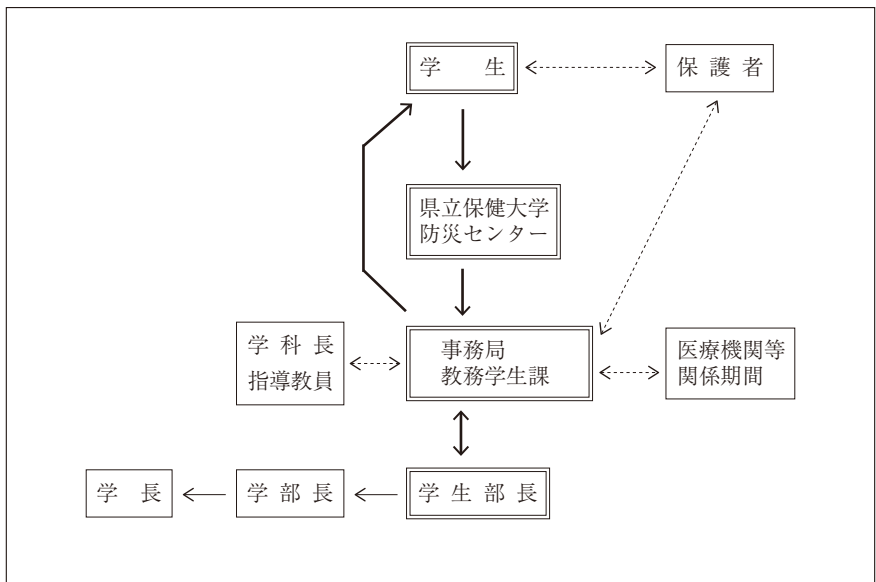 学生
保護者
県立保健大学
防災センター
学科長
指導教員
事務局
教務学生課
医療機関等
関係期間
学長
学部長
学生部長